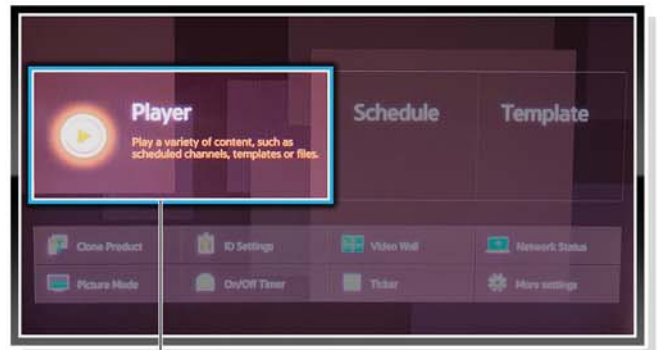 Player
Play a variety of content, such as
scheduled channels, templates or files.
Schedule
Template
Clone Product
ID Settings
Video Wall
Network Status
Picture Mode
On/Off Timer
Ticker
More settings